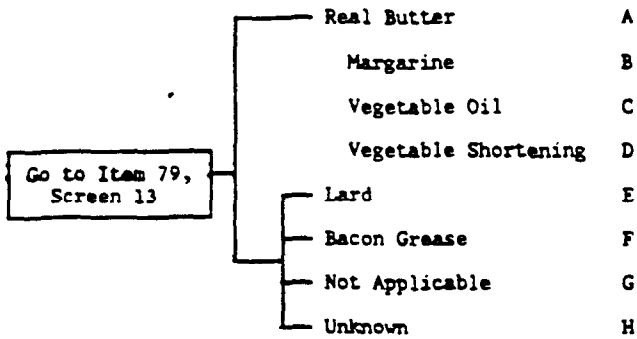 Real Butter A
Margarine B
Vegetable Oil C
Vegetable Shortening D
Go to Item 79,
Screen 13
Lard E
Bacon Grease F
Not Applicable G
Unknown H